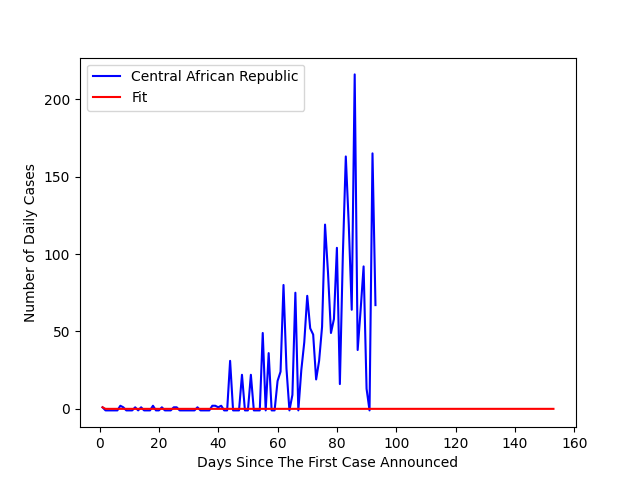 Central African Republic
Fit
200
150
100
50
0
Number of Daily Cases
0 20 40 60 80 100 120 140 160
Days Since The First Case Announced